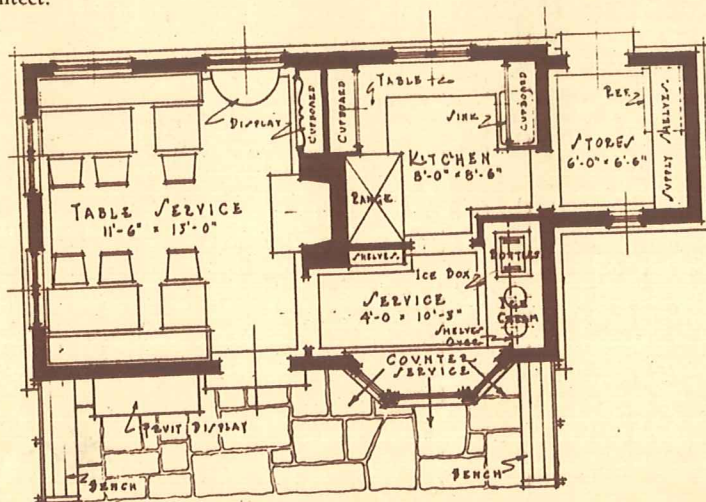 nitect.
DISPLAY
CUPBOARD
CUPBOARD
TABLE
SINK
CUPBOARD
REF.
SUPPLY SHELVES.
STORES
6'-0" x 6'-6"
KITCHEN
8'-0" x 8'-6"
RANGE
TABLE SERVICE
11'-6" x 13'-0"
SHELVES
ICE BOX
BOTTLES
SERVICE
4'-0 x 10'-3"
ICE
CREAM
SHELVES
OVER
COUNTER
SERVICE
FRUIT DISPLAY
BENCH
BENCH